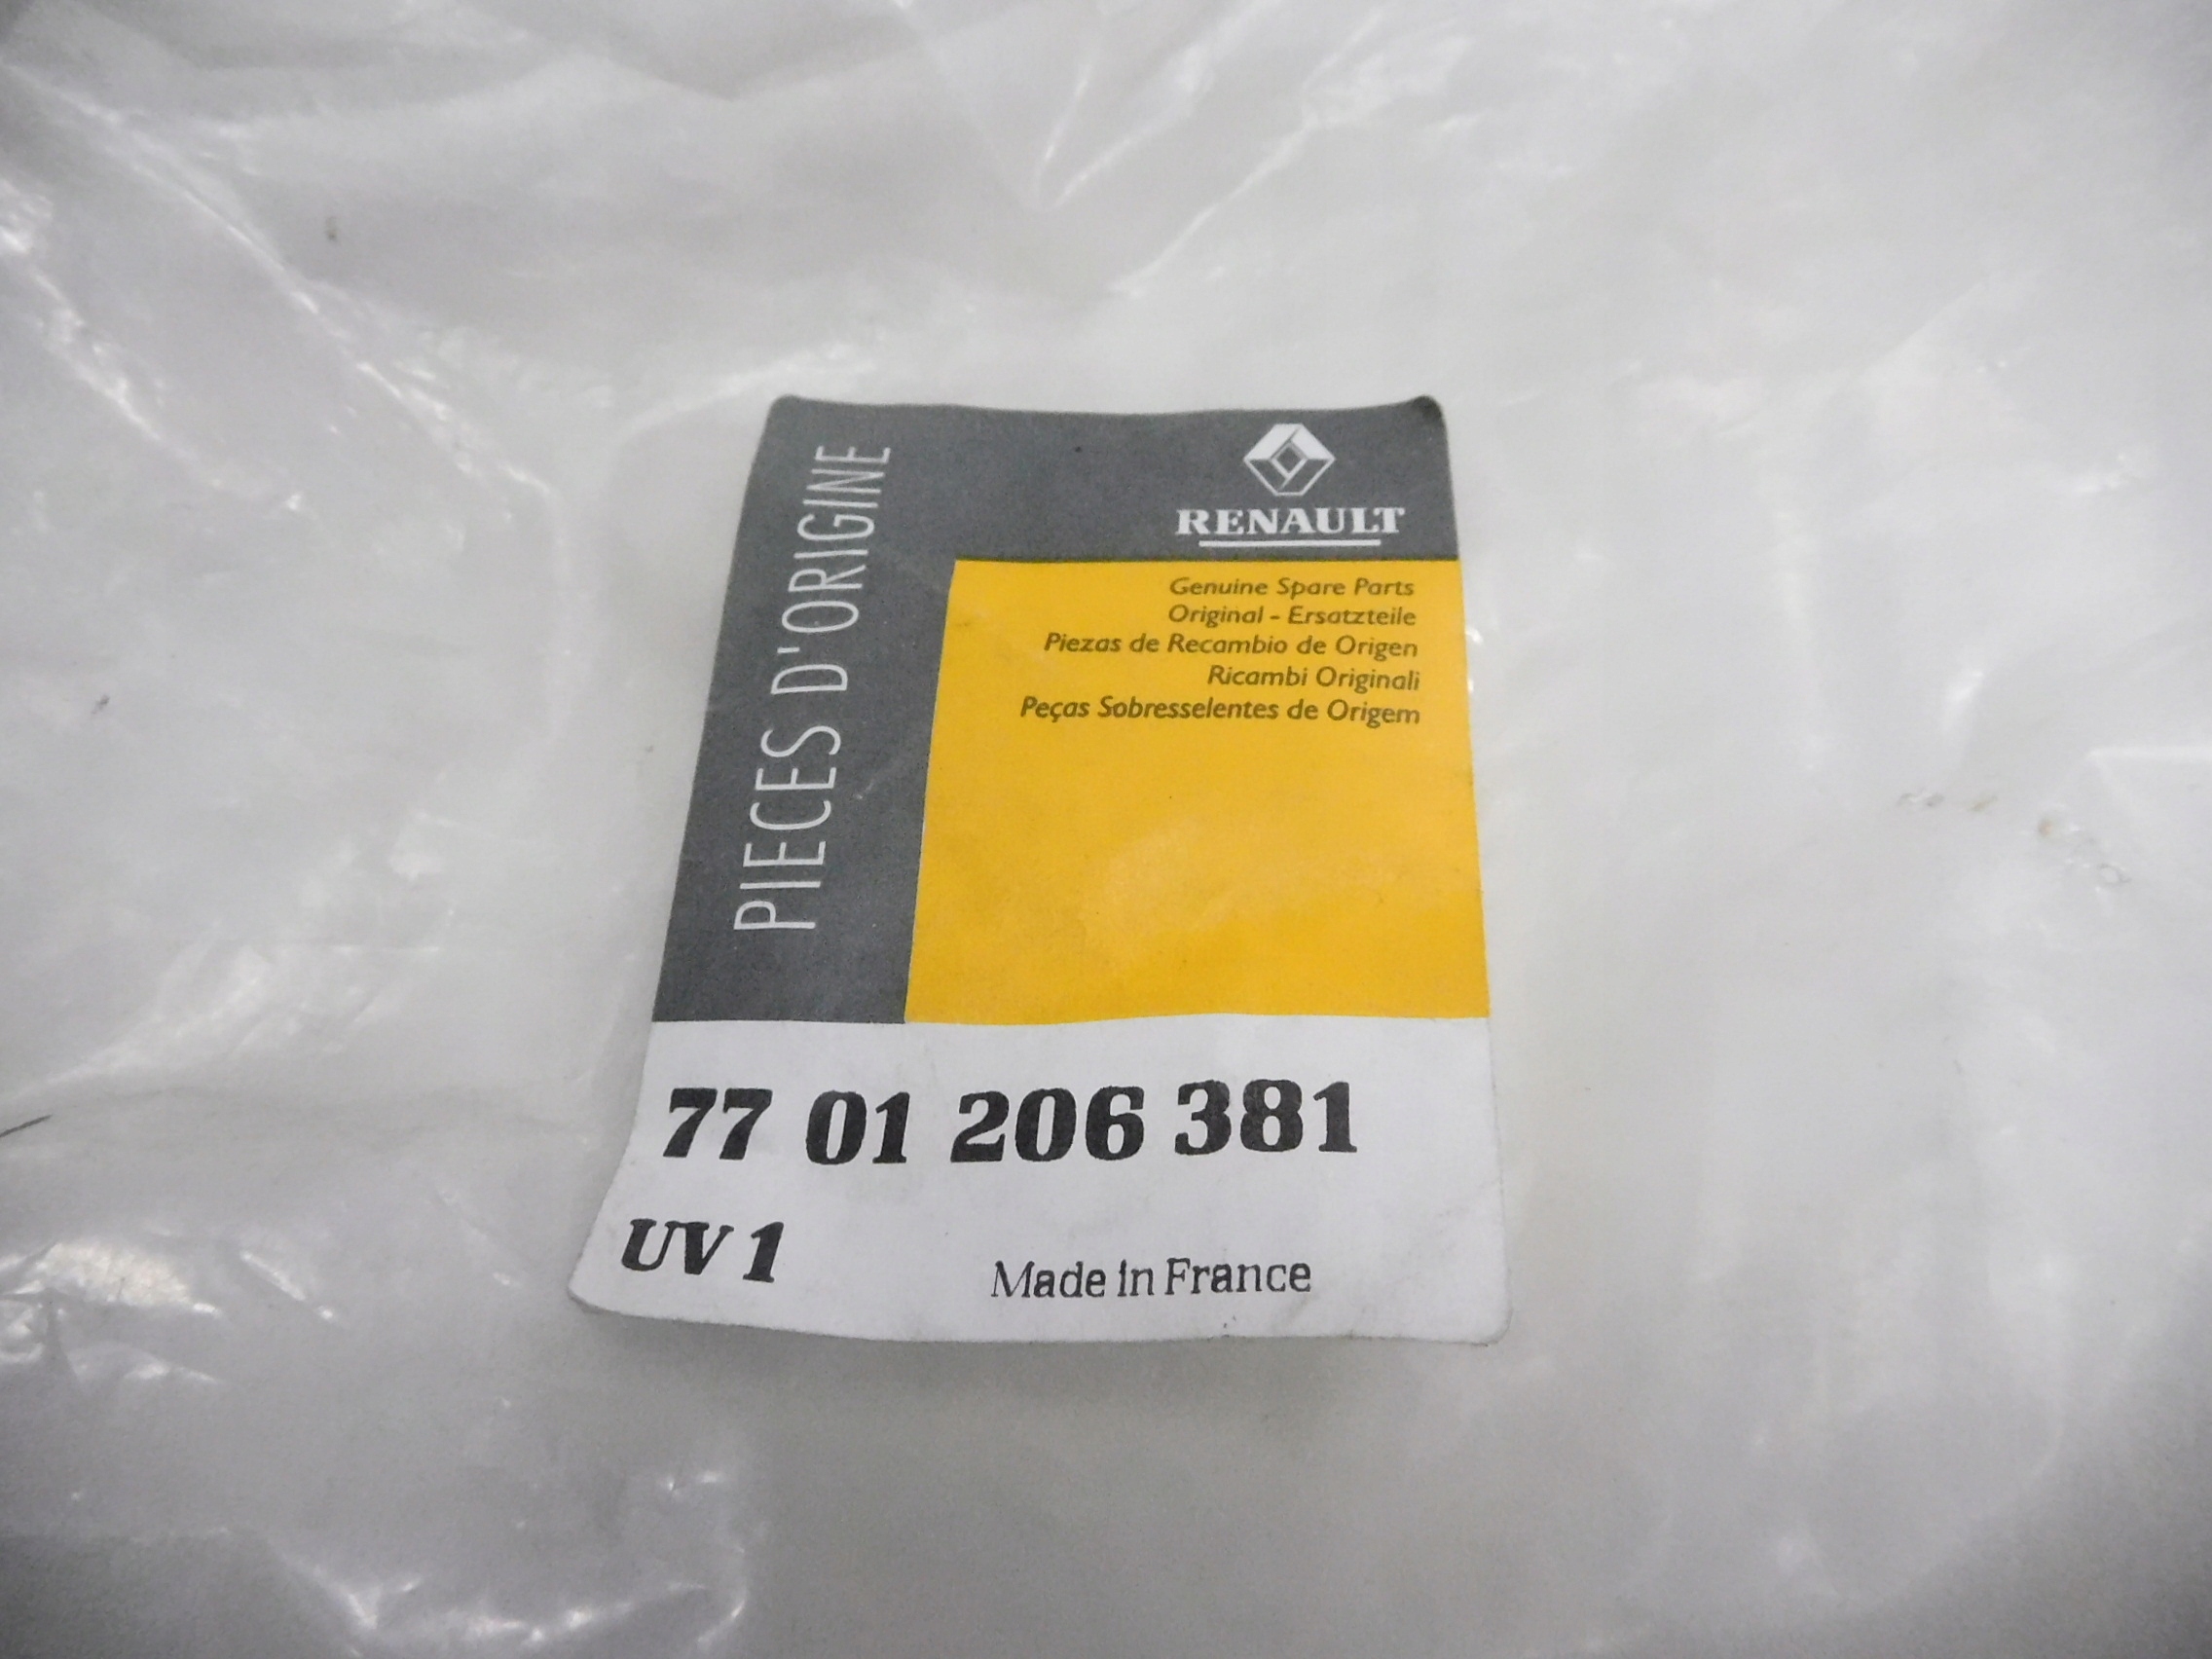 PIECES D'ORIGINE
RENAULT
Genuine Spare Parts
Original - Ersatzteile
Piezas de Recambio de Origen
Ricambi Originali
Peças Sobresselentes de Origem
77 01 206 381
UV 1
Made in France